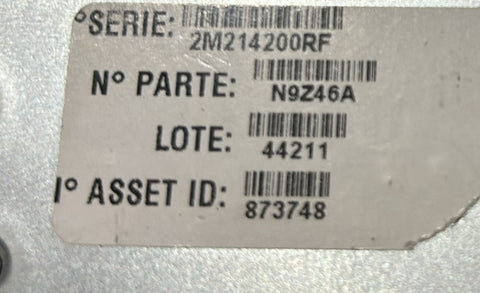 °SERIE: 2M214200RF
N° PARTE: N9Z46A
LOTE: 44211
N° ASSET ID: 873748